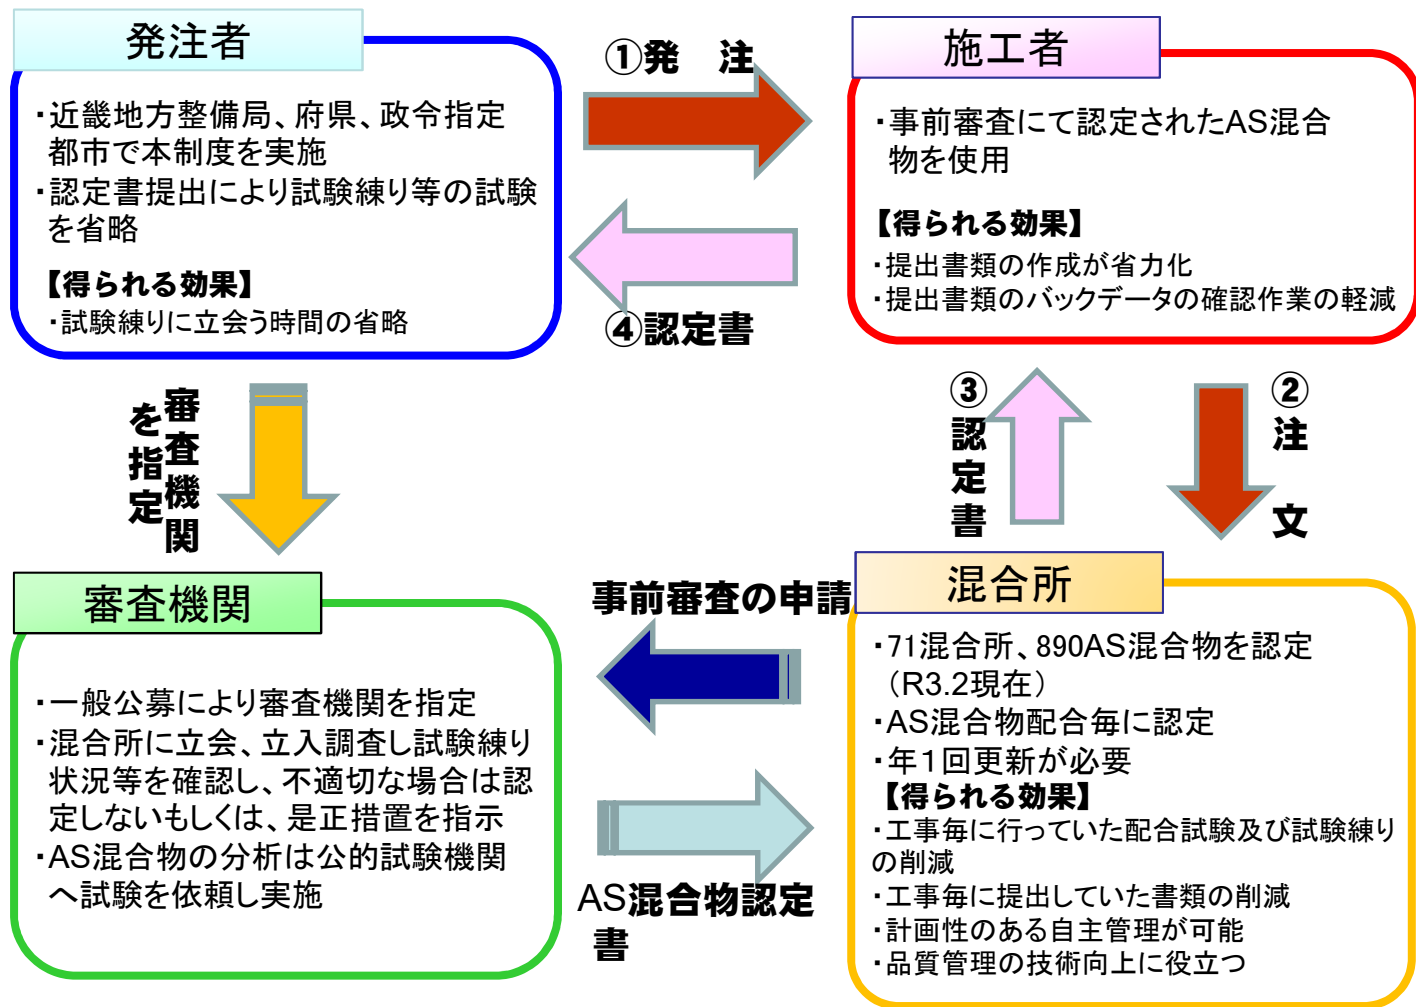 発注者
・近畿地方整備局、府県、政令指定
都市で本制度を実施
・認定書提出により試験練り等の試験
を省略
【得られる効果】
・試験練りに立会う時間の省略
①発　注
④認定書
施工者
・事前審査にて認定されたAS混合
物を使用
【得られる効果】
・提出書類の作成が省力化
・提出書類のバックデータの確認作業の軽減
審査機関
を指定
③認定書
②注　文
審査機関
・一般公募により審査機関を指定
・混合所に立会、立入調査し試験練り
状況等を確認し、不適切な場合は認
定しないもしくは、是正措置を指示
・AS混合物の分析は公的試験機関
へ試験を依頼し実施
事前審査の申請
AS混合物認定
書
混合所
・71混合所、890AS混合物を認定
（R3.2現在）
・AS混合物配合毎に認定
・年１回更新が必要
【得られる効果】
・工事毎に行っていた配合試験及び試験練り
の削減
・工事毎に提出していた書類の削減
・計画性のある自主管理が可能
・品質管理の技術向上に役立つ